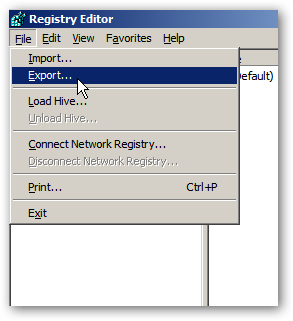 Registry Editor
File Edit View Favorites Help
Import...
Export...
Default)
Load Hive...
Unload Hive...
Connect Network Registry...
Disconnect Network Registry...
Print... Ctrl+P
Exit